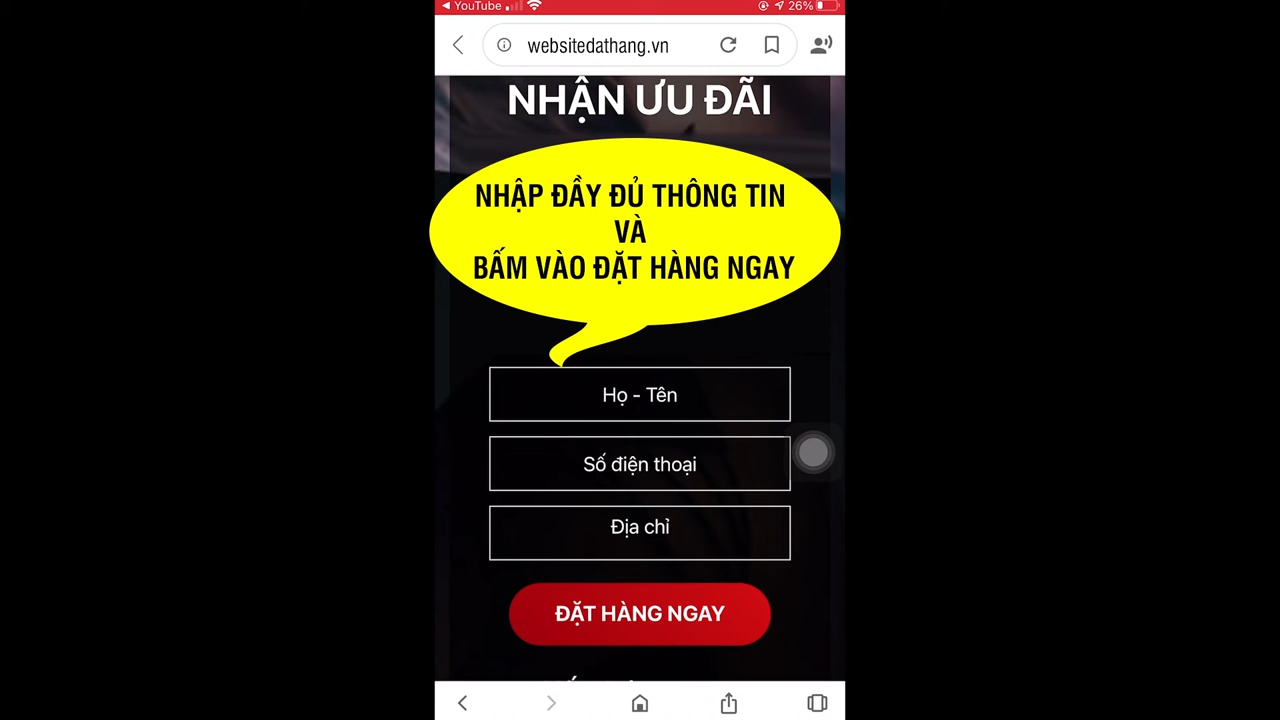 YouTube
26%
websitedathang.vn
NHẬN ƯU ĐÃI
NHẬP ĐẦY ĐỦ THÔNG TIN
VÀ
BẤM VÀO ĐẶT HÀNG NGAY
Họ - Tên
Số điện thoại
Địa chỉ
ĐẶT HÀNG NGAY